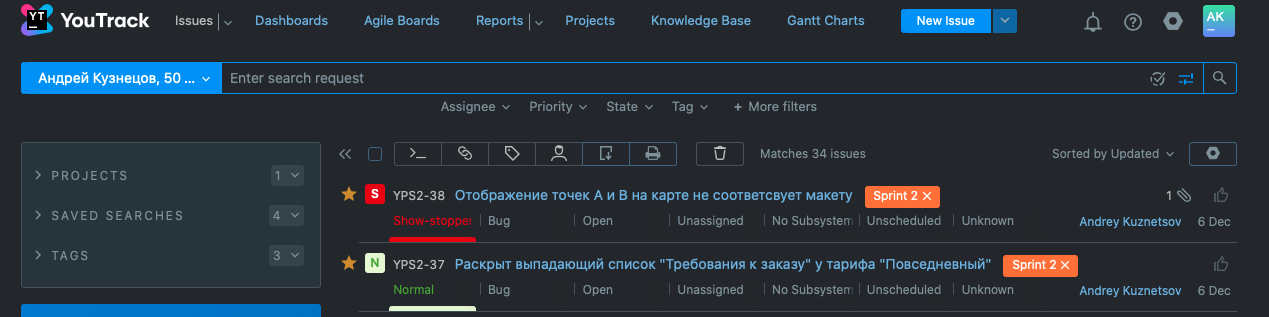 YT YouTrack Issues Dashboards Agile Boards Reports Projects Knowledge Base Gantt Charts New Issue AK
Андрей Кузнецов, 50 ... Enter search request
Assignee Priority State Tag + More filters
Matches 34 issues Sorted by Updated
PROJECTS 1
SAVED SEARCHES 4
TAGS 3
S YPS2-38 Отображение точек А и В на карте не соответсвует макету Sprint 2 × 1
Show-stopper Bug Open Unassigned No Subsystem Unscheduled Unknown Andrey Kuznetsov 6 Dec
N YPS2-37 Раскрыт выпадающий список "Требования к заказу" у тарифа "Повседневный" Sprint 2 ×
Normal Bug Open Unassigned No Subsystem Unscheduled Unknown Andrey Kuznetsov 6 Dec